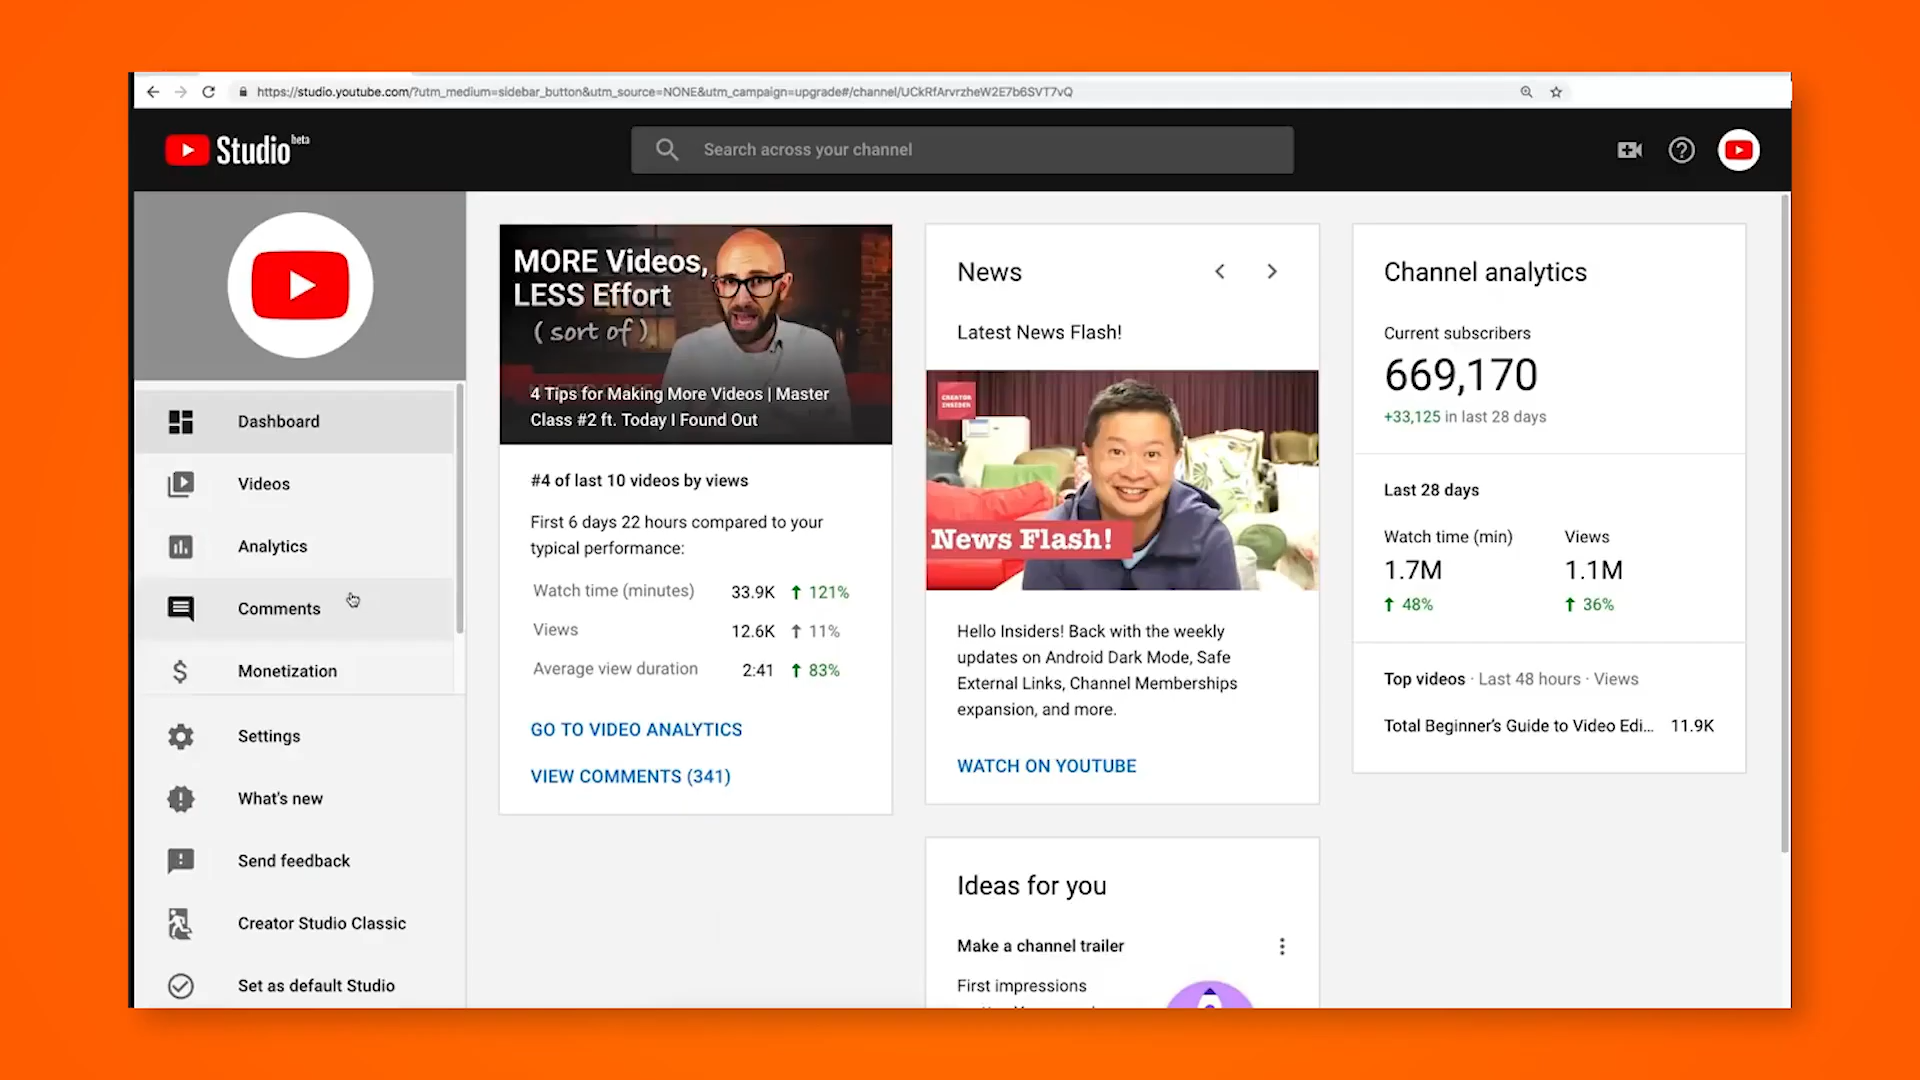 https://studio.youtube.com/?utm_medium=sidebar_button&utm_source=NONE&utm_campaign=upgrade#/channel/UCkRfArvrzheW2E7b6SVT7vQ
Studio beta
Search across your channel
Dashboard
Videos
Analytics
Comments
Monetization
Settings
What's new
Send feedback
Creator Studio Classic
Set as default Studio
MORE Videos,
LESS Effort
(sort of)
4 Tips for Making More Videos | Master
Class #2 ft. Today I Found Out
#4 of last 10 videos by views
First 6 days 22 hours compared to your
typical performance:
Watch time (minutes) 33.9K 121%
Views 12.6K 11%
Average view duration 2:41 83%
GO TO VIDEO ANALYTICS
VIEW COMMENTS (341)
News
Latest News Flash!
CREATOR
INSIDER
News Flash!
Hello Insiders! Back with the weekly
updates on Android Dark Mode, Safe
External Links, Channel Memberships
expansion, and more.
WATCH ON YOUTUBE
Ideas for you
Make a channel trailer
First impressions
Channel analytics
Current subscribers
669,170
+33,125 in last 28 days
Last 28 days
Watch time (min) Views
1.7M 1.1M
48% 36%
Top videos · Last 48 hours · Views
Total Beginner's Guide to Video Edi... 11.9K